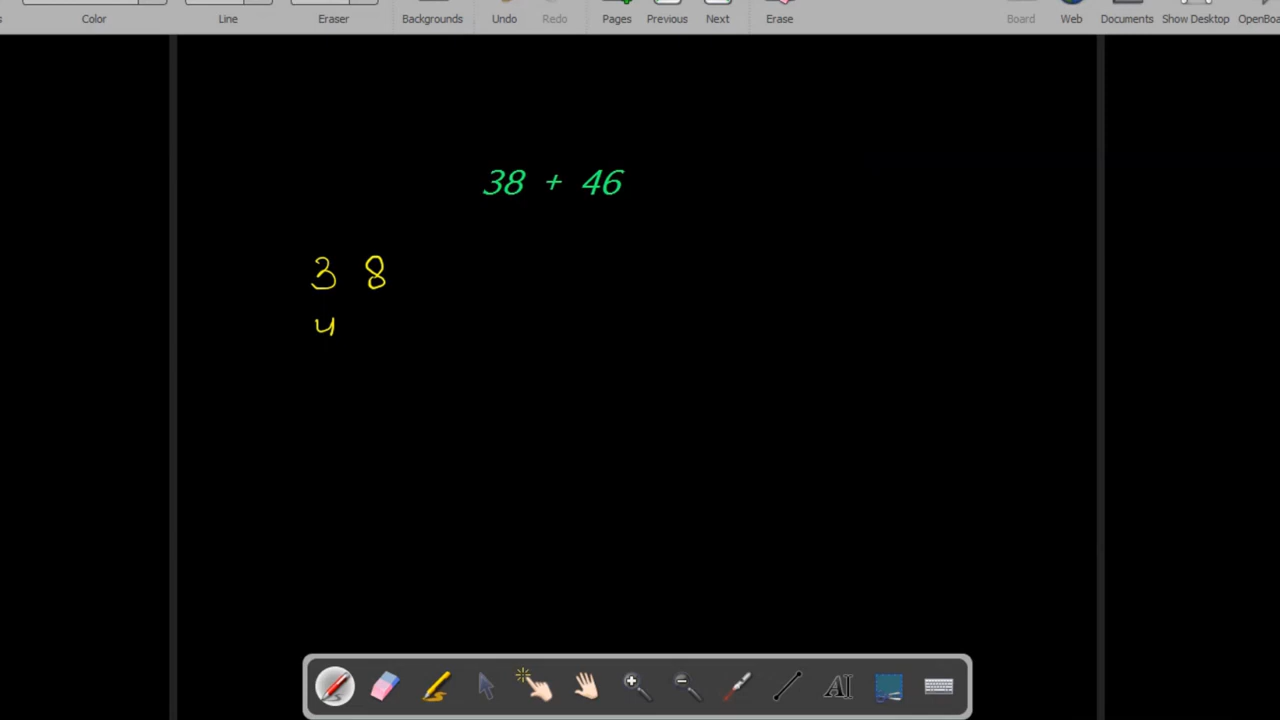 Color Line Eraser Backgrounds Undo Redo Pages Previous Next Erase Board Web Documents Show Desktop
38 + 46
3 8
4
AI